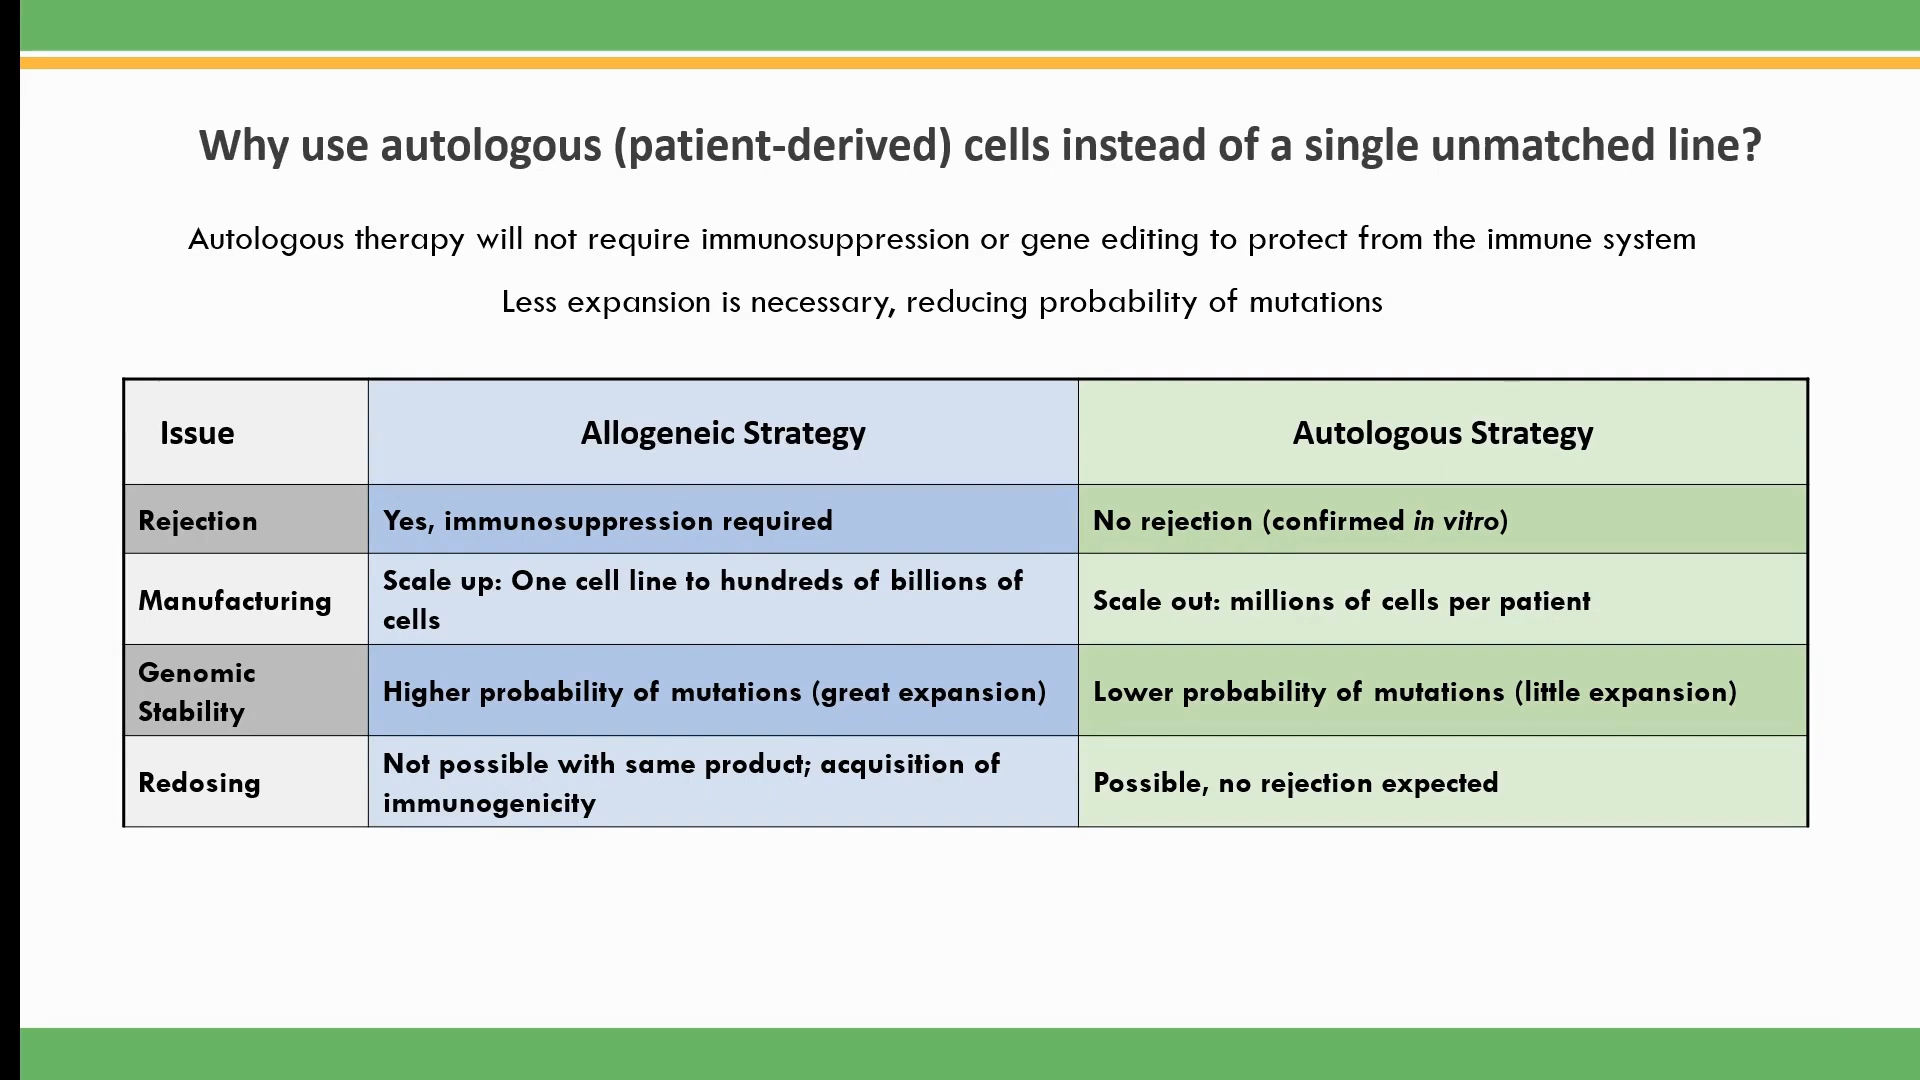 Why use autologous (patient-derived) cells instead of a single unmatched line?
Autologous therapy will not require immunosuppression or gene editing to protect from the immune system
Less expansion is necessary, reducing probability of mutations
Issue
Allogeneic Strategy
Autologous Strategy
Rejection
Yes, immunosuppression required
No rejection (confirmed in vitro)
Manufacturing
Scale up: One cell line to hundreds of billions of
cells
Scale out: millions of cells per patient
Genomic
Stability
Higher probability of mutations (great expansion)
Lower probability of mutations (little expansion)
Redosing
Not possible with same product; acquisition of
immunogenicity
Possible, no rejection expected